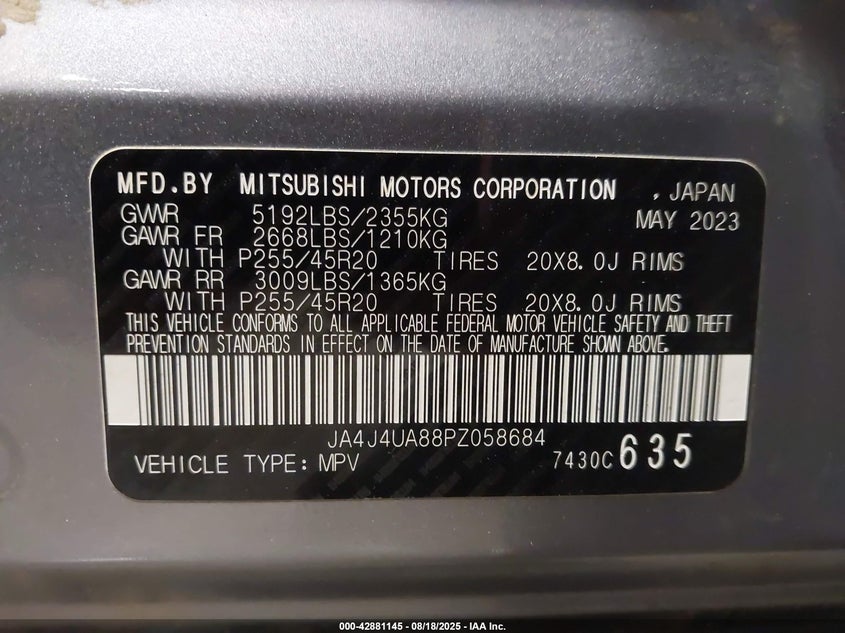 MFD.BY MITSUBISHI MOTORS CORPORATION , JAPAN
GVWR 5192LBS/2355KG MAY 2023
GAWR FR 2668LBS/1210KG
WITH P255/45R20 TIRES 20X8.0J RIMS
GAWR RR 3009LBS/1365KG
WITH P255/45R20 TIRES 20X8.0J RIMS
THIS VEHICLE CONFORMS TO ALL APPLICABLE FEDERAL MOTOR VEHICLE SAFETY AND THEFT
PREVENTION STANDARDS IN EFFECT ON THE DATE OF MANUFACTURE SHOWN ABOVE.
JA4J4UA88PZ058684
VEHICLE TYPE: MPV 7430C 635
000-42881145 - 08/18/2025 - IAA Inc.